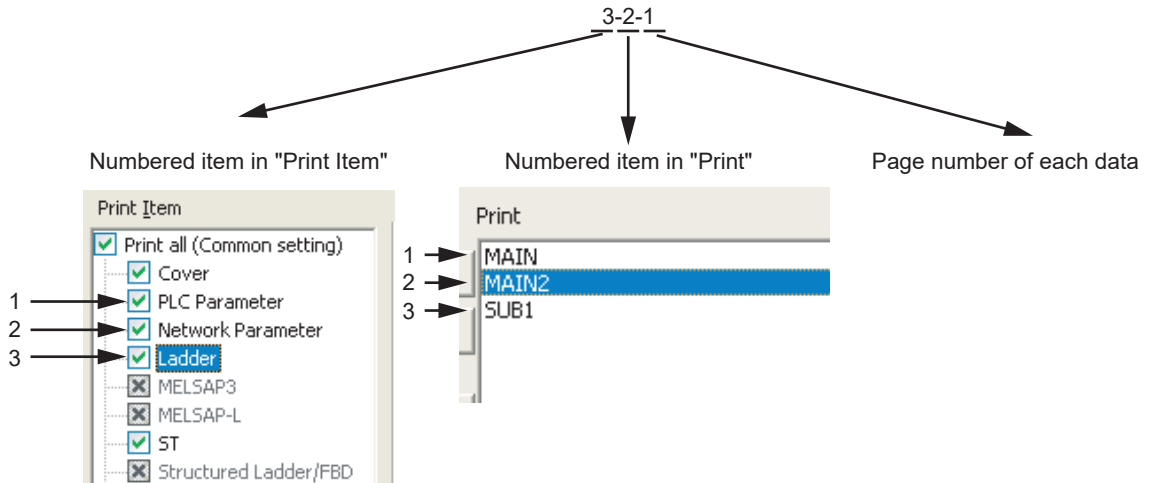 3-2-1
Numbered item in "Print Item"
Numbered item in "Print"
Page number of each data
Print Item
Print all (Common setting)
Cover
1
PLC Parameter
2
Network Parameter
3
Ladder
MELSAP3
MELSAP-L
ST
Structured Ladder/FBD
Print
1
MAIN
2
MAIN2
3
SUB1